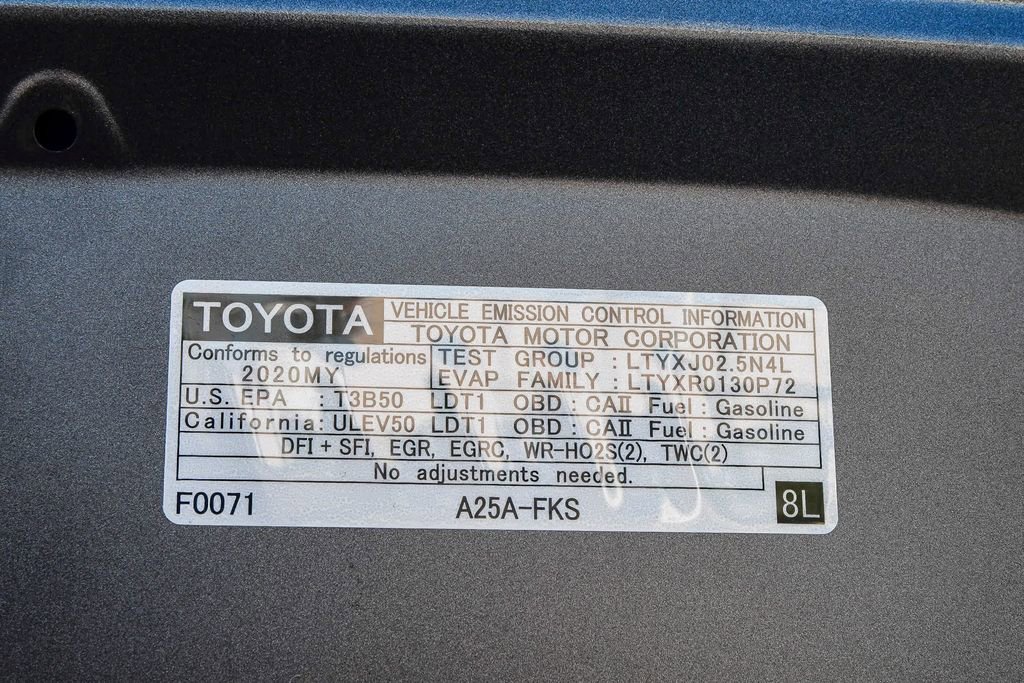 TOYOTA VEHICLE EMISSION CONTROL INFORMATION
TOYOTA MOTOR CORPORATION
Conforms to regulations
2020MY
TEST GROUP : LTYXJ02.5N4L
EVAP FAMILY : LTYXR0130P72
U.S. EPA : T3B50 LDT1 OBD : CAII Fuel : Gasoline
California : ULEV50 LDT1 OBD : CAII Fuel : Gasoline
DFI + SFI, EGR, EGRC, WR-HO2S(2), TWC(2)
No adjustments needed.
F0071 A25A-FKS 8L